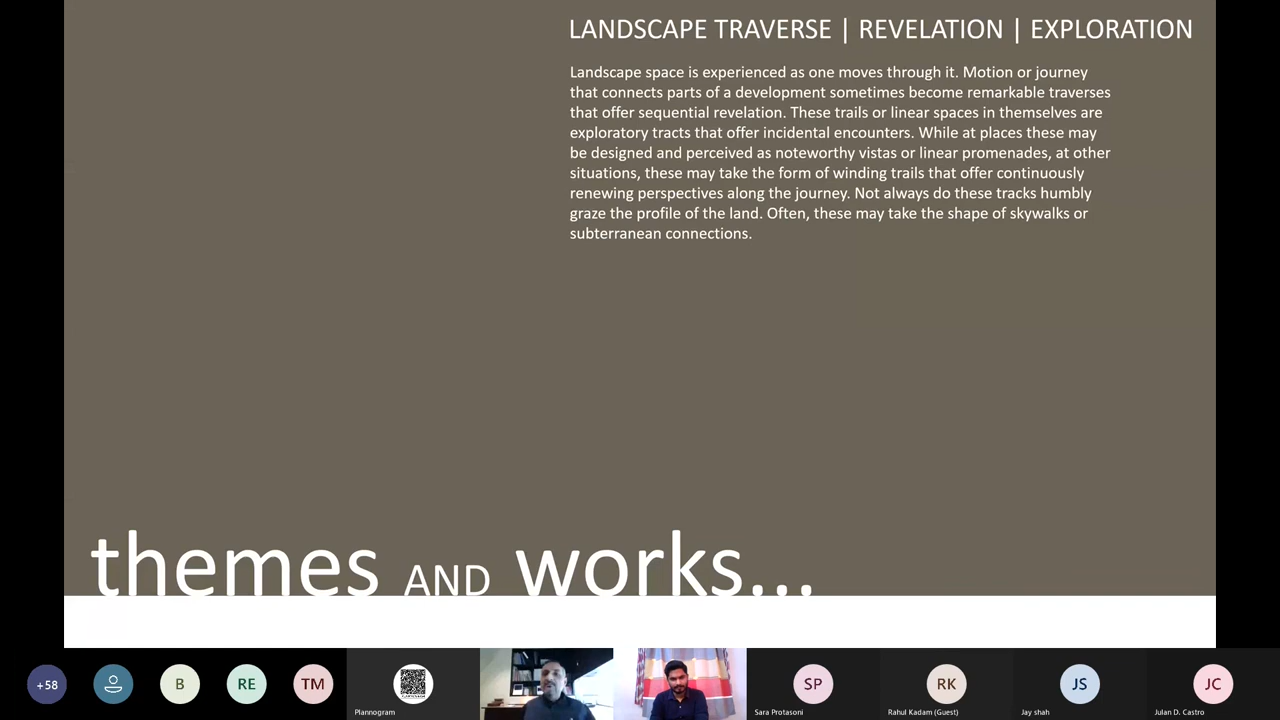 LANDSCAPE TRAVERSE | REVELATION | EXPLORATION
Landscape space is experienced as one moves through it. Motion or journey
that connects parts of a development sometimes become remarkable traverses
that offer sequential revelation. These trails or linear spaces in themselves are
exploratory tracts that offer incidental encounters. While at places these may
be designed and perceived as noteworthy vistas or linear promenades, at other
situations, these may take the form of winding trails that offer continuously
renewing perspectives along the journey. Not always do these tracks humbly
graze the profile of the land. Often, these may take the shape of skywalks or
subterranean connections.
themes AND works...
+58
B
RE
TM
SP
RK
JS
JC
Plannogram
Sara Protasoni
Rahul Kadam (Guest)
Jay shah
Julan D. Castro